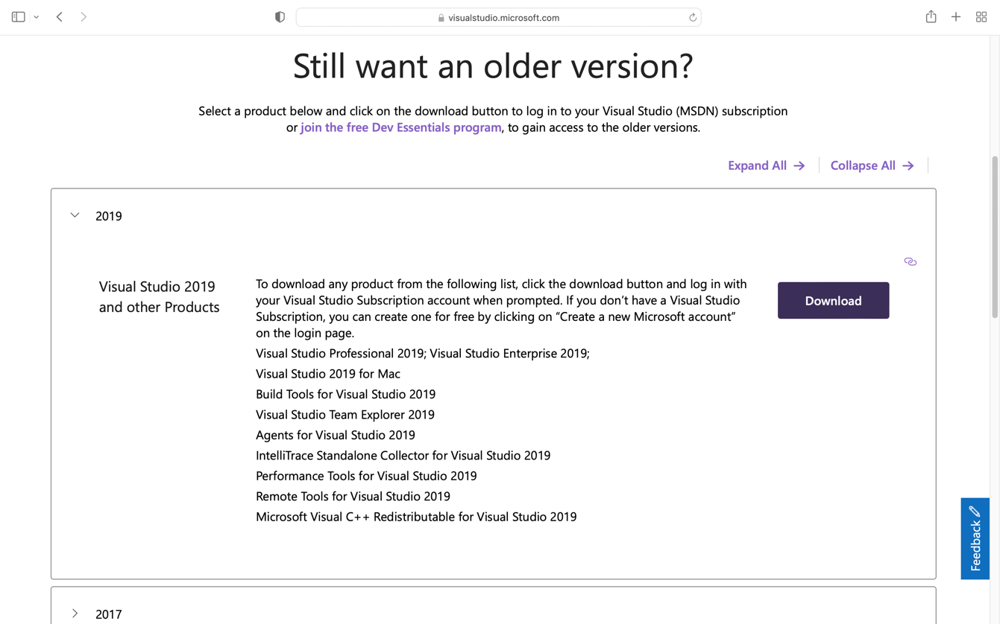 visualstudio.microsoft.com
Still want an older version?
Select a product below and click on the download button to log in to your Visual Studio (MSDN) subscription
or join the free Dev Essentials program, to gain access to the older versions.
Expand All
Collapse All
2019
Visual Studio 2019
and other Products
To download any product from the following list, click the download button and log in with
your Visual Studio Subscription account when prompted. If you don’t have a Visual Studio
Subscription, you can create one for free by clicking on “Create a new Microsoft account”
on the login page.
Visual Studio Professional 2019; Visual Studio Enterprise 2019;
Visual Studio 2019 for Mac
Build Tools for Visual Studio 2019
Visual Studio Team Explorer 2019
Agents for Visual Studio 2019
IntelliTrace Standalone Collector for Visual Studio 2019
Performance Tools for Visual Studio 2019
Remote Tools for Visual Studio 2019
Microsoft Visual C++ Redistributable for Visual Studio 2019
Download
Feedback
2017